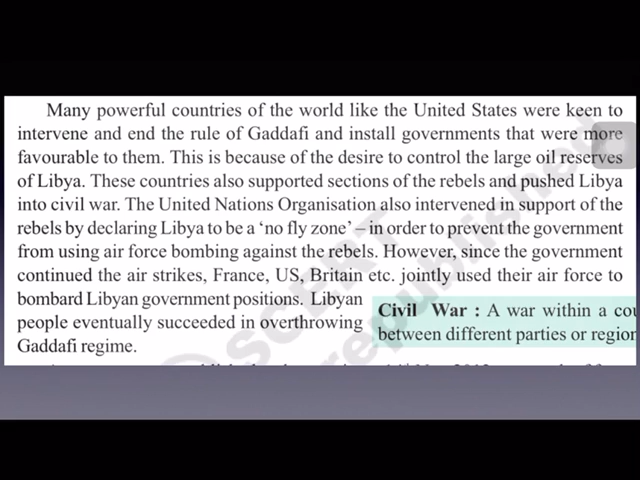 Many powerful countries of the world like the United States were keen to
intervene and end the rule of Gaddafi and install governments that were more
favourable to them. This is because of the desire to control the large oil reserves
of Libya. These countries also supported sections of the rebels and pushed Libya
into civil war. The United Nations Organisation also intervened in support of the
rebels by declaring Libya to be a ‘no fly zone’ – in order to prevent the government
from using air force bombing against the rebels. However, since the government
continued the air strikes, France, US, Britain etc. jointly used their air force to
bombard Libyan government positions. Libyan
people eventually succeeded in overthrowing
Gaddafi regime.
Civil War : A war within a cou
between different parties or region
SCERT
republished